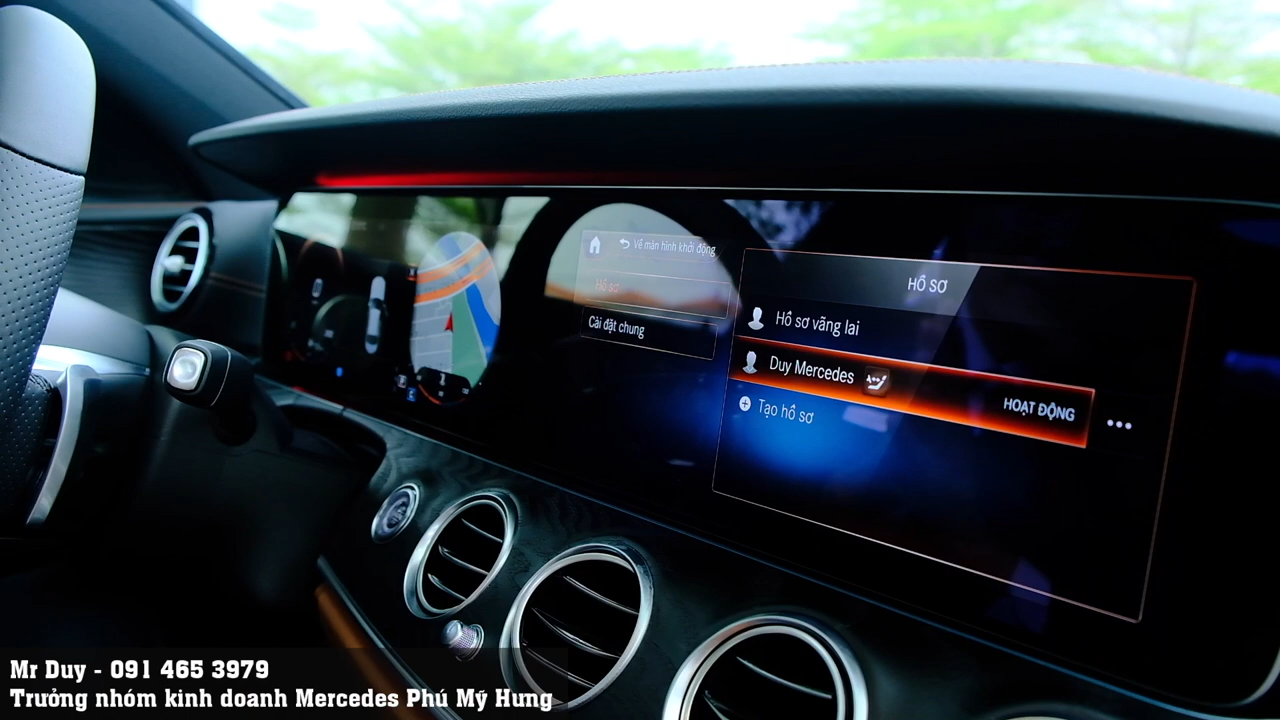 Về màn hình khởi động
Hồ sơ
Cài đặt chung
HỒ SƠ
Hồ sơ vãng lai
Duy Mercedes
HOẠT ĐỘNG
Tạo hồ sơ
Mr Duy - 091 465 3979
Trưởng nhóm kinh doanh Mercedes Phú Mỹ Hưng